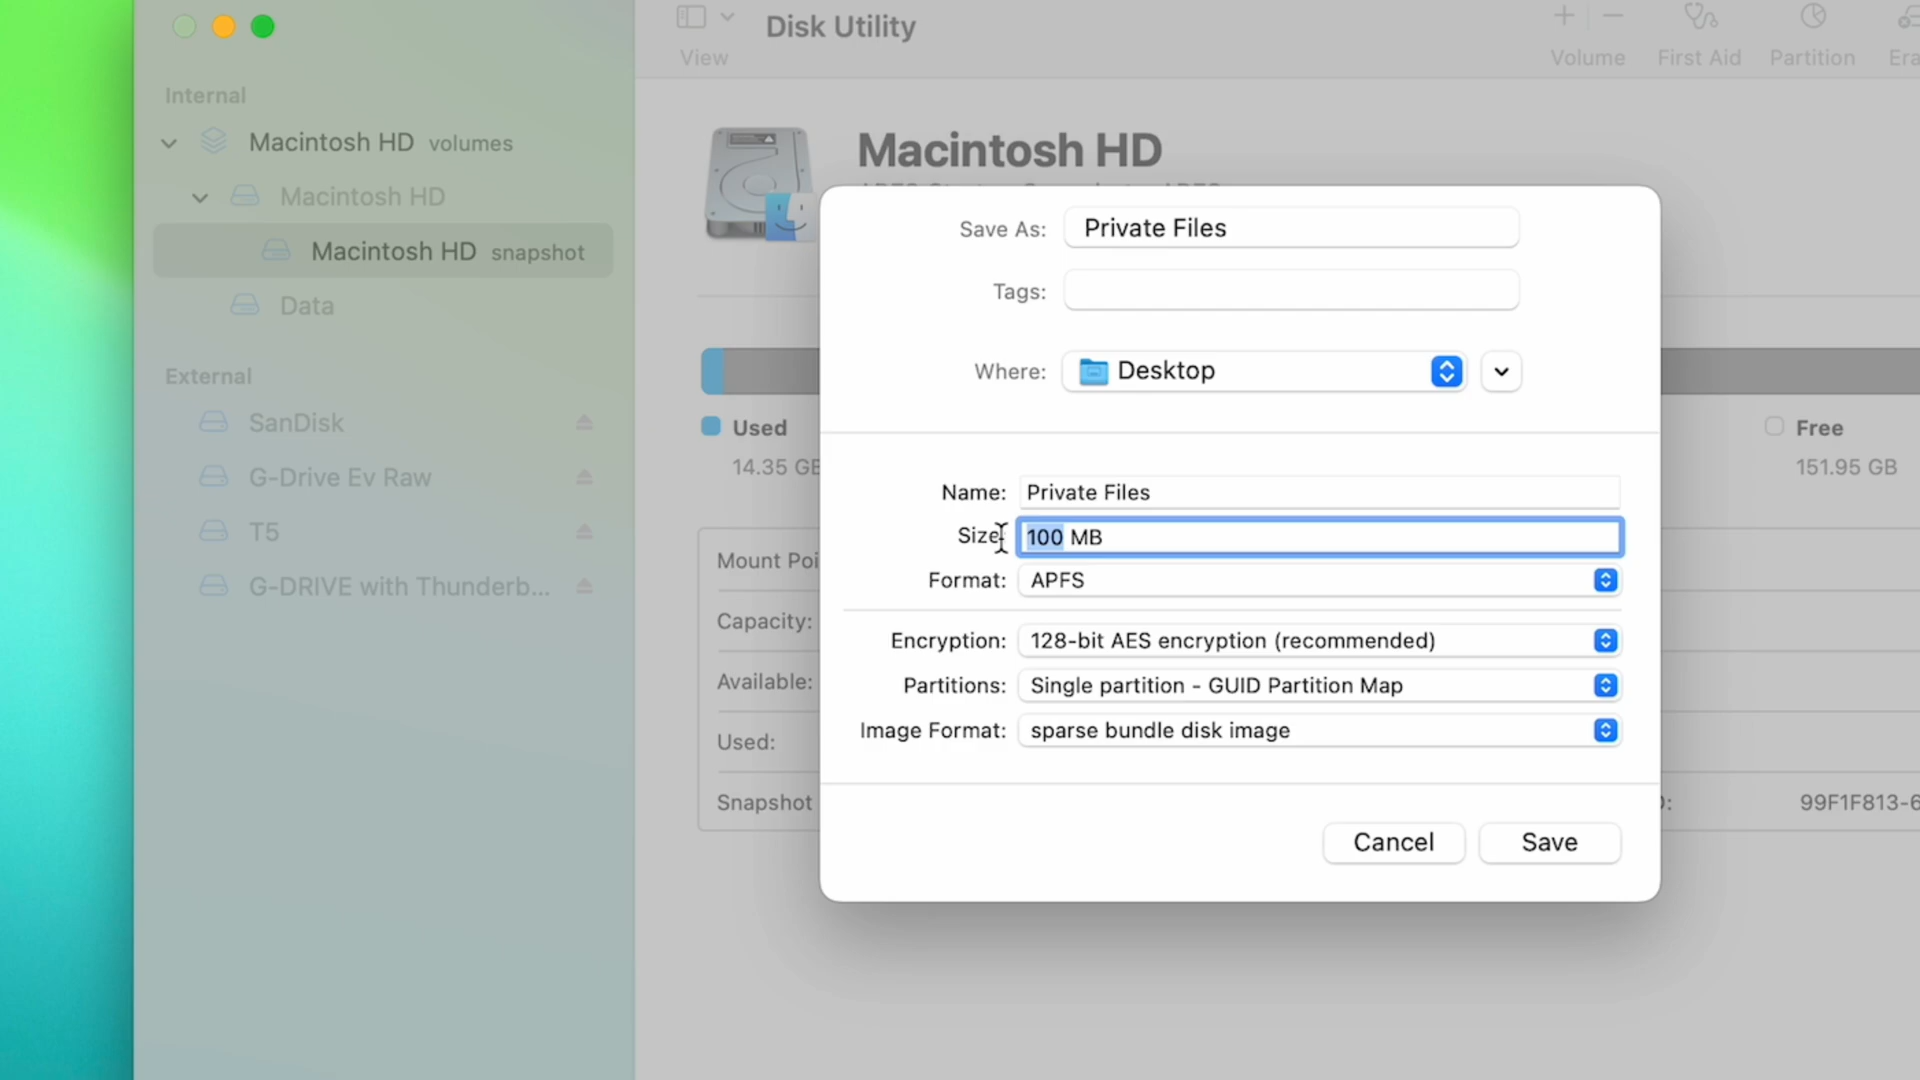 Disk Utility
View
Volume
First Aid
Partition
Internal
Macintosh HD volumes
Macintosh HD
Macintosh HD snapshot
Data
External
SanDisk
G-Drive Ev Raw
T5
G-DRIVE with Thunderb...
Macintosh HD
Save As: Private Files
Tags:
Where: Desktop
Used
14.35 GB
Free
151.95 GB
Name: Private Files
Size: 100 MB
Format: APFS
Encryption: 128-bit AES encryption (recommended)
Partitions: Single partition - GUID Partition Map
Image Format: sparse bundle disk image
Mount Poi
Capacity:
Available:
Used:
Snapshot
99F1F813-6
Cancel
Save